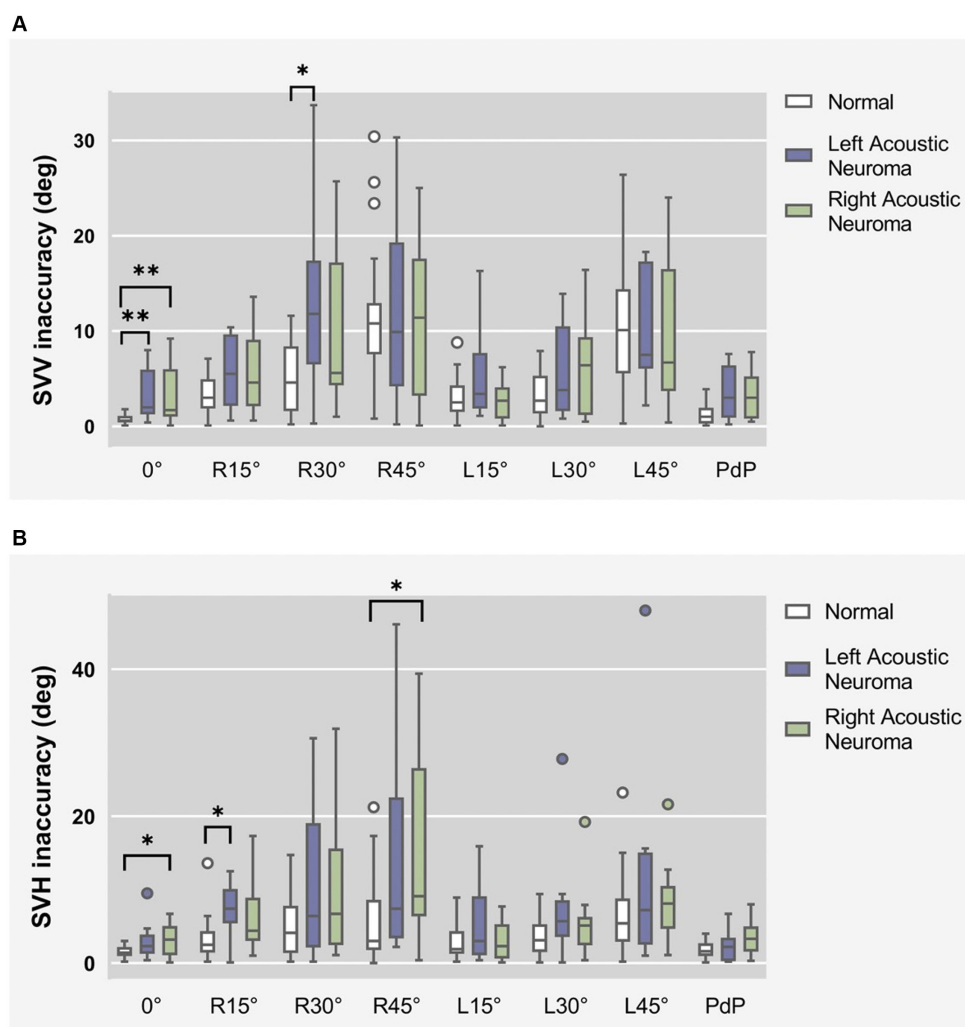 A
*
30
20
10
0
SVV inaccuracy (deg)
**
**
0° R15° R30° R45° L15° L30° L45° PdP
Normal
Left Acoustic
Neuroma
Right Acoustic
Neuroma
B
*
40
20
0
SVH inaccuracy (deg)
*
*
0° R15° R30° R45° L15° L30° L45° PdP
Normal
Left Acoustic
Neuroma
Right Acoustic
Neuroma